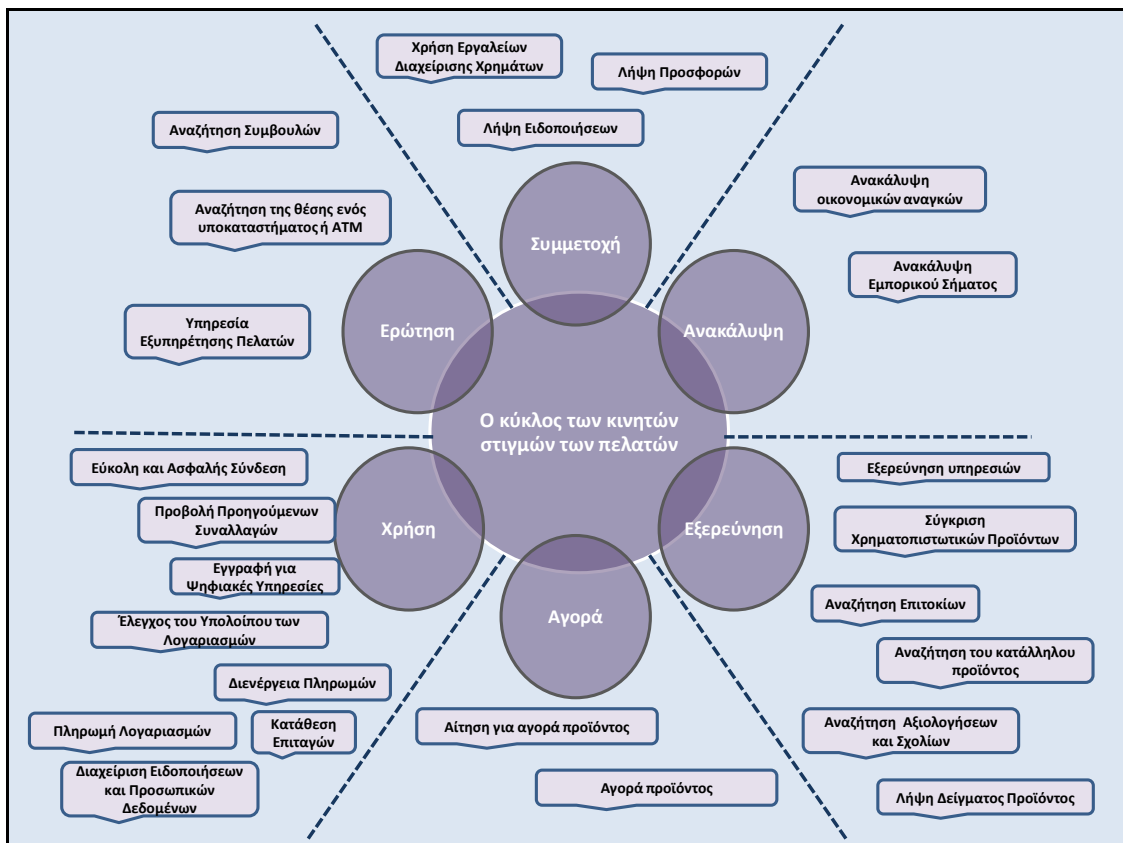 Χρήση Εργαλείων
Διαχείρισης Χρημάτων
Λήψη Προσφορών
Λήψη Ειδοποιήσεων
Αναζήτηση Συμβουλών
Αναζήτηση της θέσης ενός
υποκαταστήματος ή ATM
Υπηρεσία
Εξυπηρέτησης Πελατών
Ανακάλυψη
οικονομικών αναγκών
Ανακάλυψη
Εμπορικού Σήματος
Συμμετοχή
Ερώτηση
Ανακάλυψη
Ο κύκλος των κινητών
στιγμών των πελατών
Χρήση
Εξερεύνηση
Αγορά
Εύκολη και Ασφαλής Σύνδεση
Προβολή Προηγούμενων
Συναλλαγών
Εγγραφή για
Ψηφιακές Υπηρεσίες
Έλεγχος του Υπολοίπου των
Λογαριασμών
Διενέργεια Πληρωμών
Πληρωμή Λογαριασμών
Κατάθεση
Επιταγών
Διαχείριση Ειδοποιήσεων
και Προσωπικών
Δεδομένων
Αίτηση για αγορά προϊόντος
Αγορά προϊόντος
Εξερεύνηση υπηρεσιών
Σύγκριση
Χρηματοπιστωτικών Προϊόντων
Αναζήτηση Επιτοκίων
Αναζήτηση του κατάλληλου
προϊόντος
Αναζήτηση Αξιολογήσεων
και Σχολίων
Λήψη Δείγματος Προϊόντος